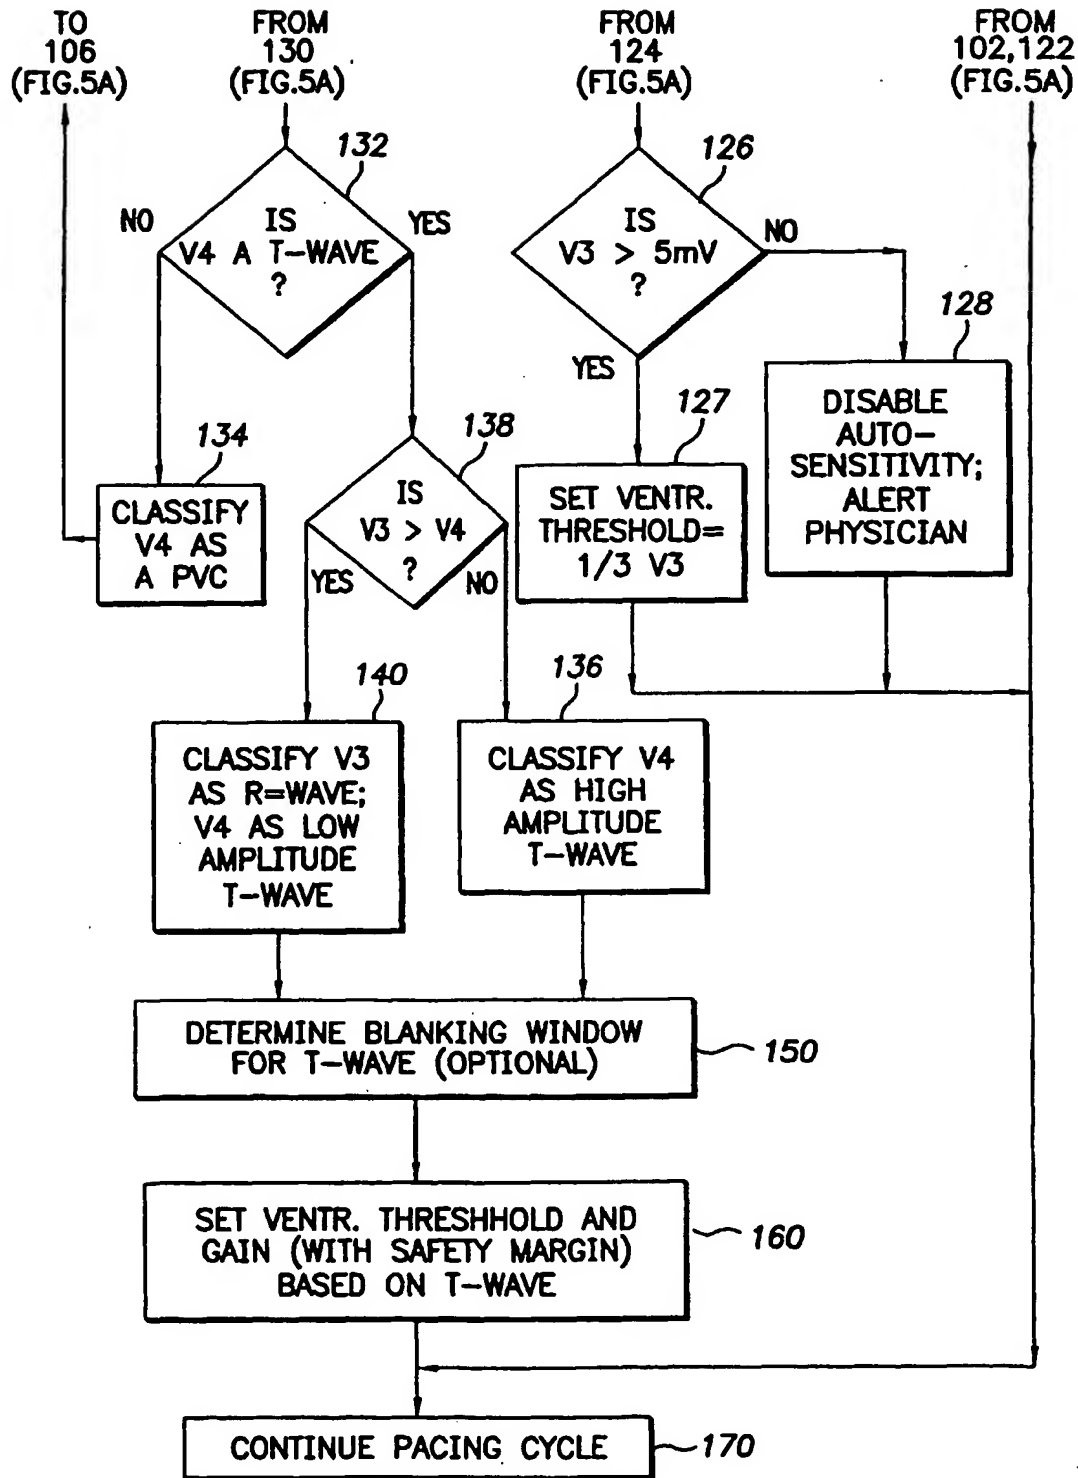 TO
106
(FIG.5A)
FROM
130
(FIG.5A)
FROM
124
(FIG.5A)
FROM
102,122
(FIG.5A)
132
NO
IS
V4 A T-WAVE
?
YES
126
IS
V3 > 5mV
?
NO
YES
128
DISABLE
AUTO-
SENSITIVITY;
ALERT
PHYSICIAN
134
CLASSIFY
V4 AS
A PVC
138
IS
V3 > V4
?
YES
NO
127
SET VENTR.
THRESHOLD=
1/3 V3
140
CLASSIFY V3
AS R=WAVE;
V4 AS LOW
AMPLITUDE
T-WAVE
136
CLASSIFY V4
AS HIGH
AMPLITUDE
T-WAVE
DETERMINE BLANKING WINDOW
FOR T-WAVE (OPTIONAL)
150
SET VENTR. THRESHHOLD AND
GAIN (WITH SAFETY MARGIN)
BASED ON T-WAVE
160
CONTINUE PACING CYCLE
170